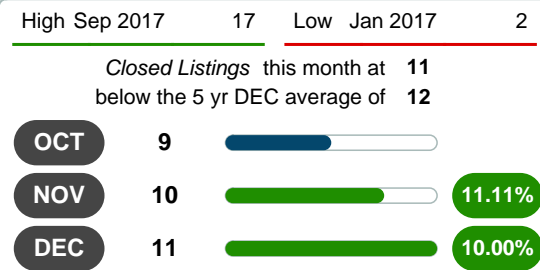 High Sep 2017 17 Low Jan 2017 2
Closed Listings this month at 11
below the 5 yr DEC average of 12
OCT 9
NOV 10 11.11%
DEC 11 10.00%